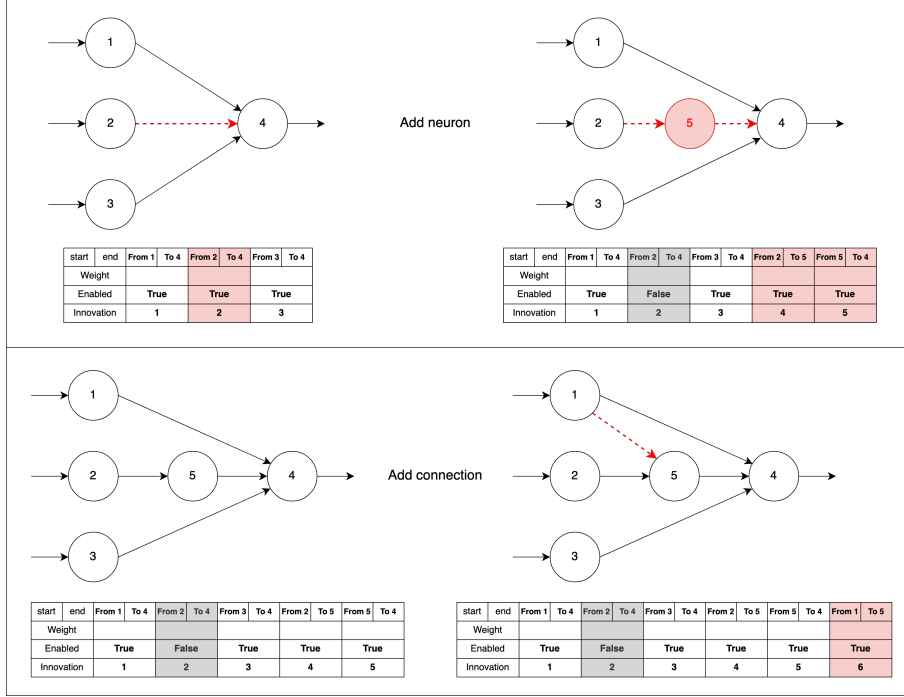 1
1
2
4
Add neuron
2
5
4
3
3
start end From 1 To 4 From 2 To 4 From 3 To 4
Weight
Enabled True True True
Innovation 1 2 3
start end From 1 To 4 From 2 To 4 From 3 To 4 From 2 To 5 From 5 To 4
Weight
Enabled True False True True True
Innovation 1 2 3 4 5
1
1
2
5
4
Add connection
2
5
4
3
3
start end From 1 To 4 From 2 To 4 From 3 To 4 From 2 To 5 From 5 To 4
Weight
Enabled True False True True True
Innovation 1 2 3 4 5
start end From 1 To 4 From 2 To 4 From 3 To 4 From 2 To 5 From 5 To 4 From 1 To 5
Weight
Enabled True False True True True True
Innovation 1 2 3 4 5 6